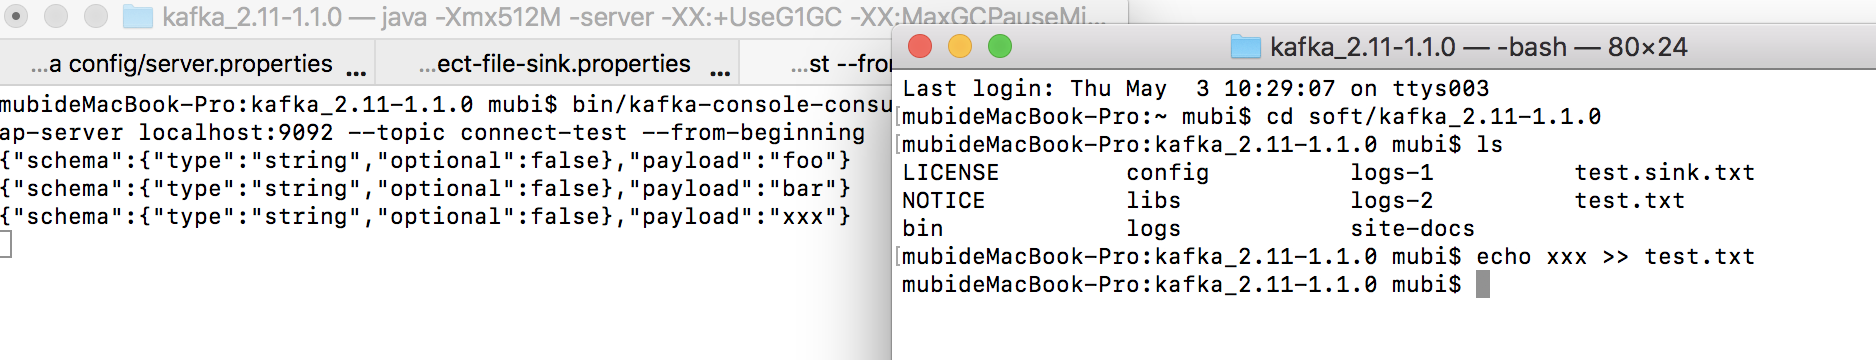 kafka_2.11-1.1.0 — java -Xmx512M -server -XX:+UseG1GC -XX:MaxGCPauseMi...
...a config/server.properties ...
...ect-file-sink.properties ...
...st --fro
mubideMacBook-Pro:kafka_2.11-1.1.0 mubi$ bin/kafka-console-consu
ap-server localhost:9092 --topic connect-test --from-beginning
{"schema":{"type":"string","optional":false},"payload":"foo"}
{"schema":{"type":"string","optional":false},"payload":"bar"}
{"schema":{"type":"string","optional":false},"payload":"xxx"}
kafka_2.11-1.1.0 — -bash — 80×24
Last login: Thu May  3 10:29:07 on ttys003
[mubideMacBook-Pro:~ mubi$ cd soft/kafka_2.11-1.1.0
[mubideMacBook-Pro:kafka_2.11-1.1.0 mubi$ ls
LICENSE config logs-1 test.sink.txt
NOTICE libs logs-2 test.txt
bin logs site-docs
[mubideMacBook-Pro:kafka_2.11-1.1.0 mubi$ echo xxx >> test.txt
mubideMacBook-Pro:kafka_2.11-1.1.0 mubi$